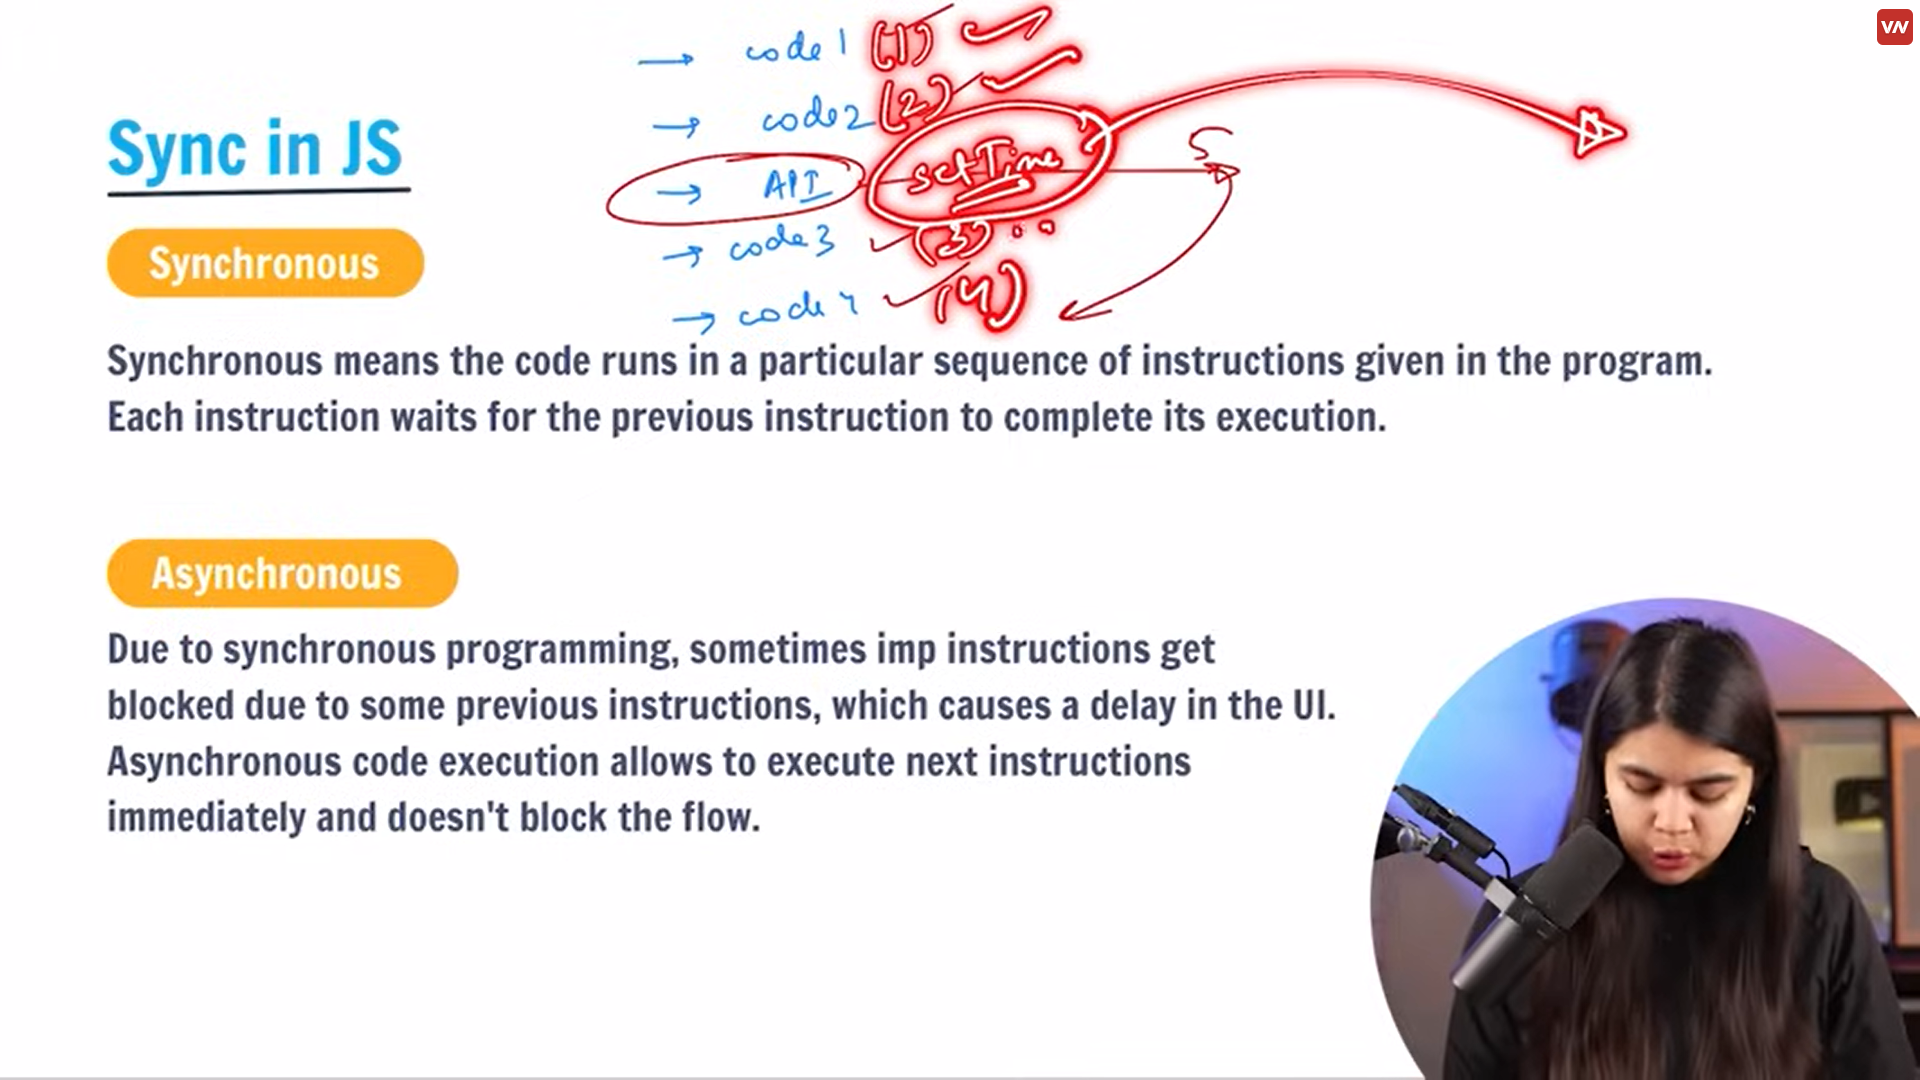 code 1 (1)
code2 (2)
Sync in JS
API setTime 5
code3 (3)
Synchronous
code 4 (4)
Synchronous means the code runs in a particular sequence of instructions given in the program.
Each instruction waits for the previous instruction to complete its execution.
Asynchronous
Due to synchronous programming, sometimes imp instructions get
blocked due to some previous instructions, which causes a delay in the UI.
Asynchronous code execution allows to execute next instructions
immediately and doesn't block the flow.
VN